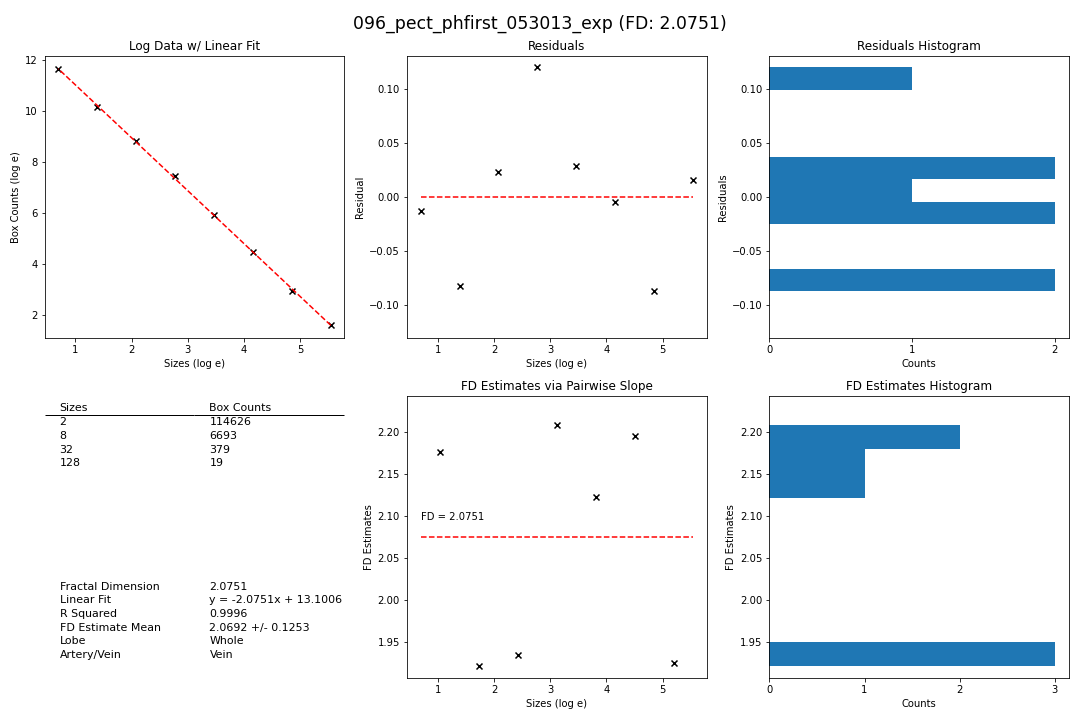 096_pect_phfirst_053013_exp (FD: 2.0751)
Log Data w/ Linear Fit
12
10
8
6
4
2
Box Counts (log e)
1 2 3 4 5
Sizes (log e)
Residuals
0.10
0.05
0.00
−0.05
−0.10
Residual
1 2 3 4 5
Sizes (log e)
Residuals Histogram
0.10
0.05
0.00
−0.05
−0.10
Residuals
0 1 2
Counts
Sizes Box Counts
2 114626
8 6693
32 379
128 19
Fractal Dimension 2.0751
Linear Fit y = -2.0751x + 13.1006
R Squared 0.9996
FD Estimate Mean 2.0692 +/- 0.1253
Lobe Whole
Artery/Vein Vein
FD Estimates via Pairwise Slope
2.20
2.15
2.10
2.05
2.00
1.95
FD Estimates
FD = 2.0751
1 2 3 4 5
Sizes (log e)
FD Estimates Histogram
2.20
2.15
2.10
2.05
2.00
1.95
FD Estimates
0 1 2 3
Counts